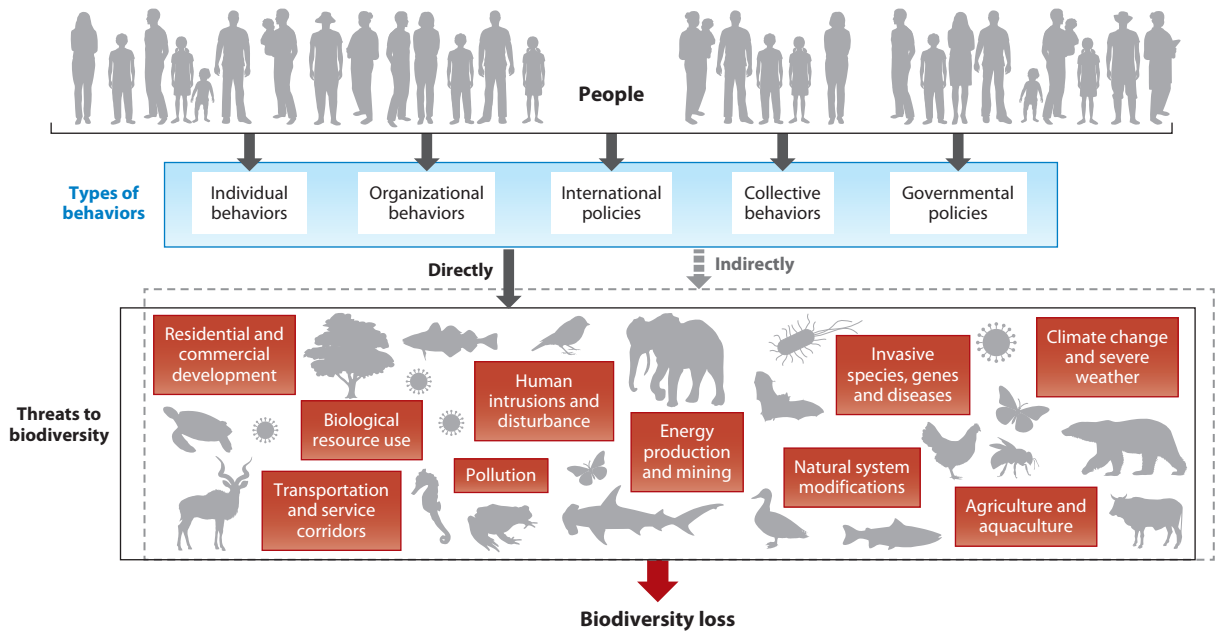 People
Types of
behaviors
Individual
behaviors
Organizational
behaviors
International
policies
Collective
behaviors
Governmental
policies
Directly
Indirectly
Threats to
biodiversity
Residential and
commercial
development
Biological
resource use
Human
intrusions and
disturbance
Invasive
species, genes
and diseases
Climate change
and severe
weather
Transportation
and service
corridors
Pollution
Energy
production
and mining
Natural system
modifications
Agriculture and
aquaculture
Biodiversity loss